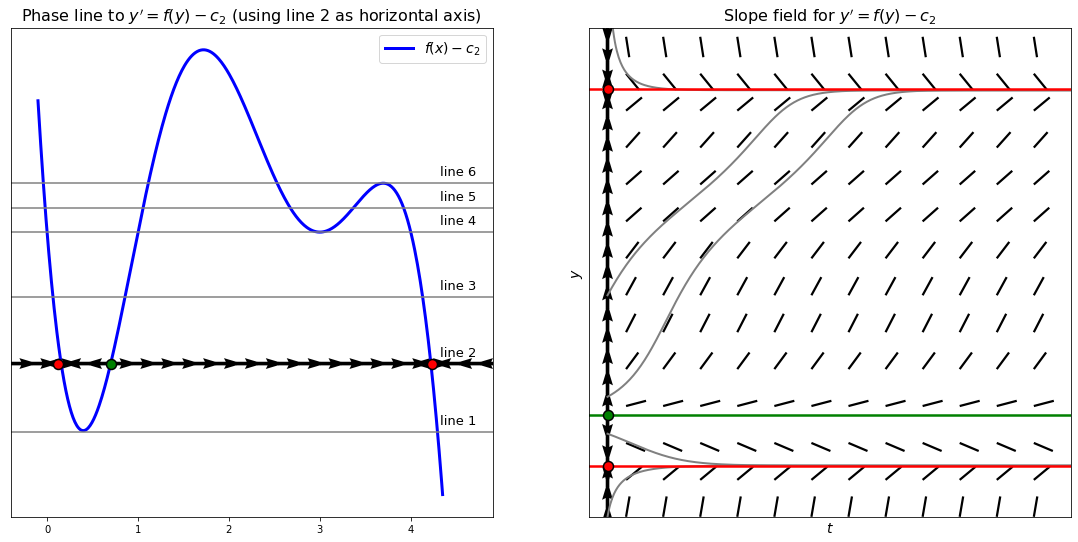 Phase line to y′ = f(y) − c₂ (using line 2 as horizontal axis)
f(x) − c₂
line 6
line 5
line 4
line 3
line 2
line 1
0 1 2 3 4
Slope field for y′ = f(y) − c₂
y
t